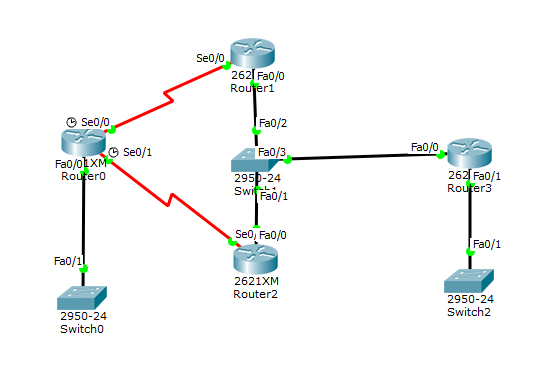 Se0/0
262
Fa0/0
Router1
Se0/0
Fa0/2
Fa0/0
1XM
Router0
Se0/1
Fa0/3
2950-24
Fa0/1
Fa0/0
262
Fa0/1
Router3
Se0
Fa0/0
2621XM
Router2
Fa0/1
2950-24
Switch0
Fa0/1
2950-24
Switch2